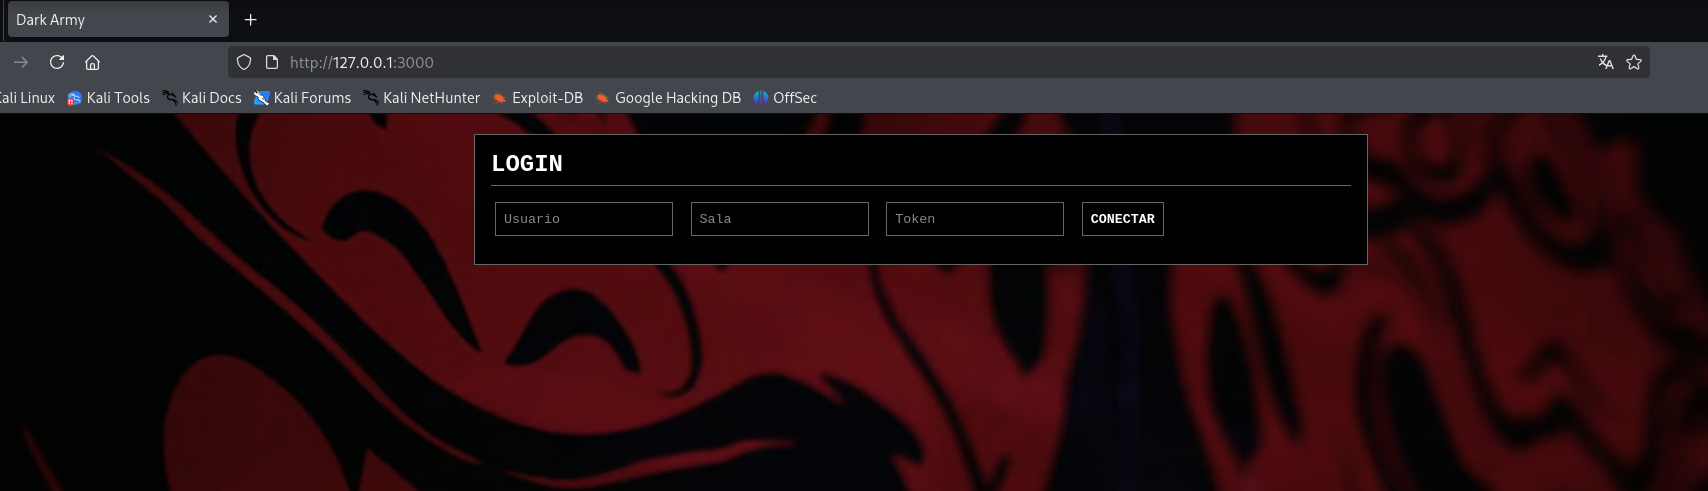 Dark Army
http://127.0.0.1:3000
Kali Linux Kali Tools Kali Docs Kali Forums Kali NetHunter Exploit-DB Google Hacking DB OffSec
LOGIN
Usuario Sala Token CONECTAR